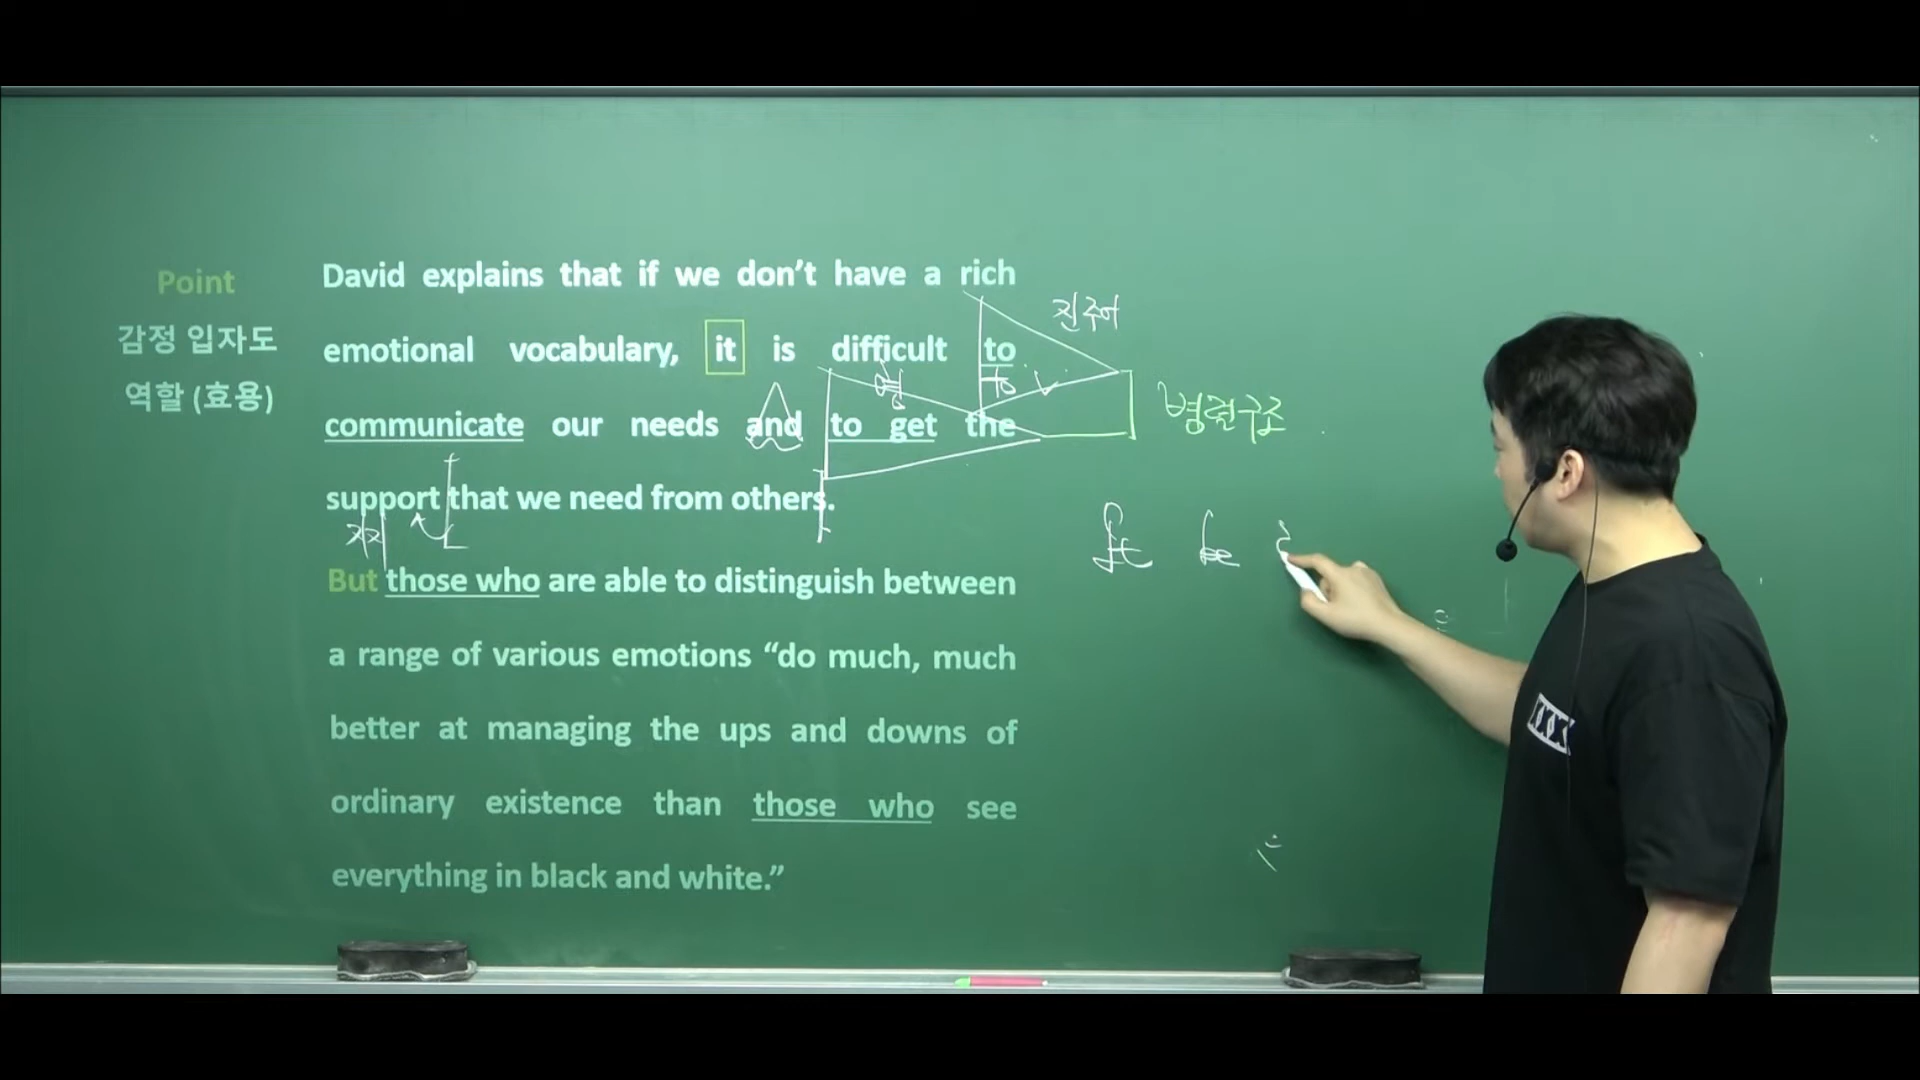 Point
감정 입자도
역할 (효용)
David explains that if we don’t have a rich
emotional vocabulary, it is difficult to
communicate our needs and to get the
support that we need from others.
But those who are able to distinguish between
a range of various emotions “do much, much
better at managing the ups and downs of
ordinary existence than those who see
everything in black and white.”
진주어
to
병렬구조
It be